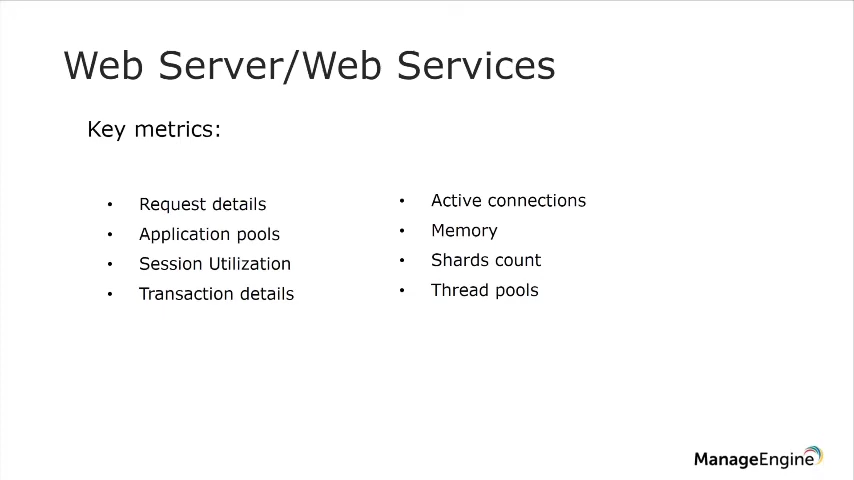 Web Server/Web Services
Key metrics:
• Request details
• Application pools
• Session Utilization
• Transaction details
• Active connections
• Memory
• Shards count
• Thread pools
ManageEngine